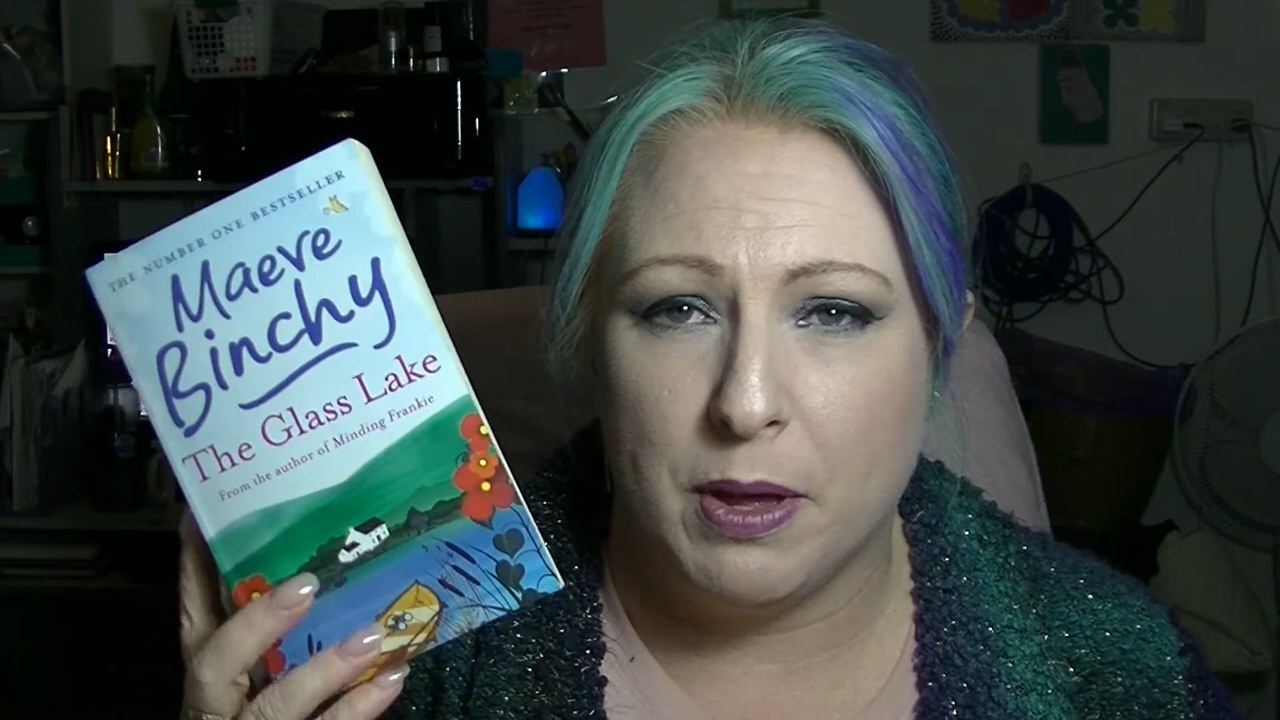 THE NUMBER ONE BESTSELLER
Maeve
Binchy
The Glass Lake
From the author of Minding Frankie